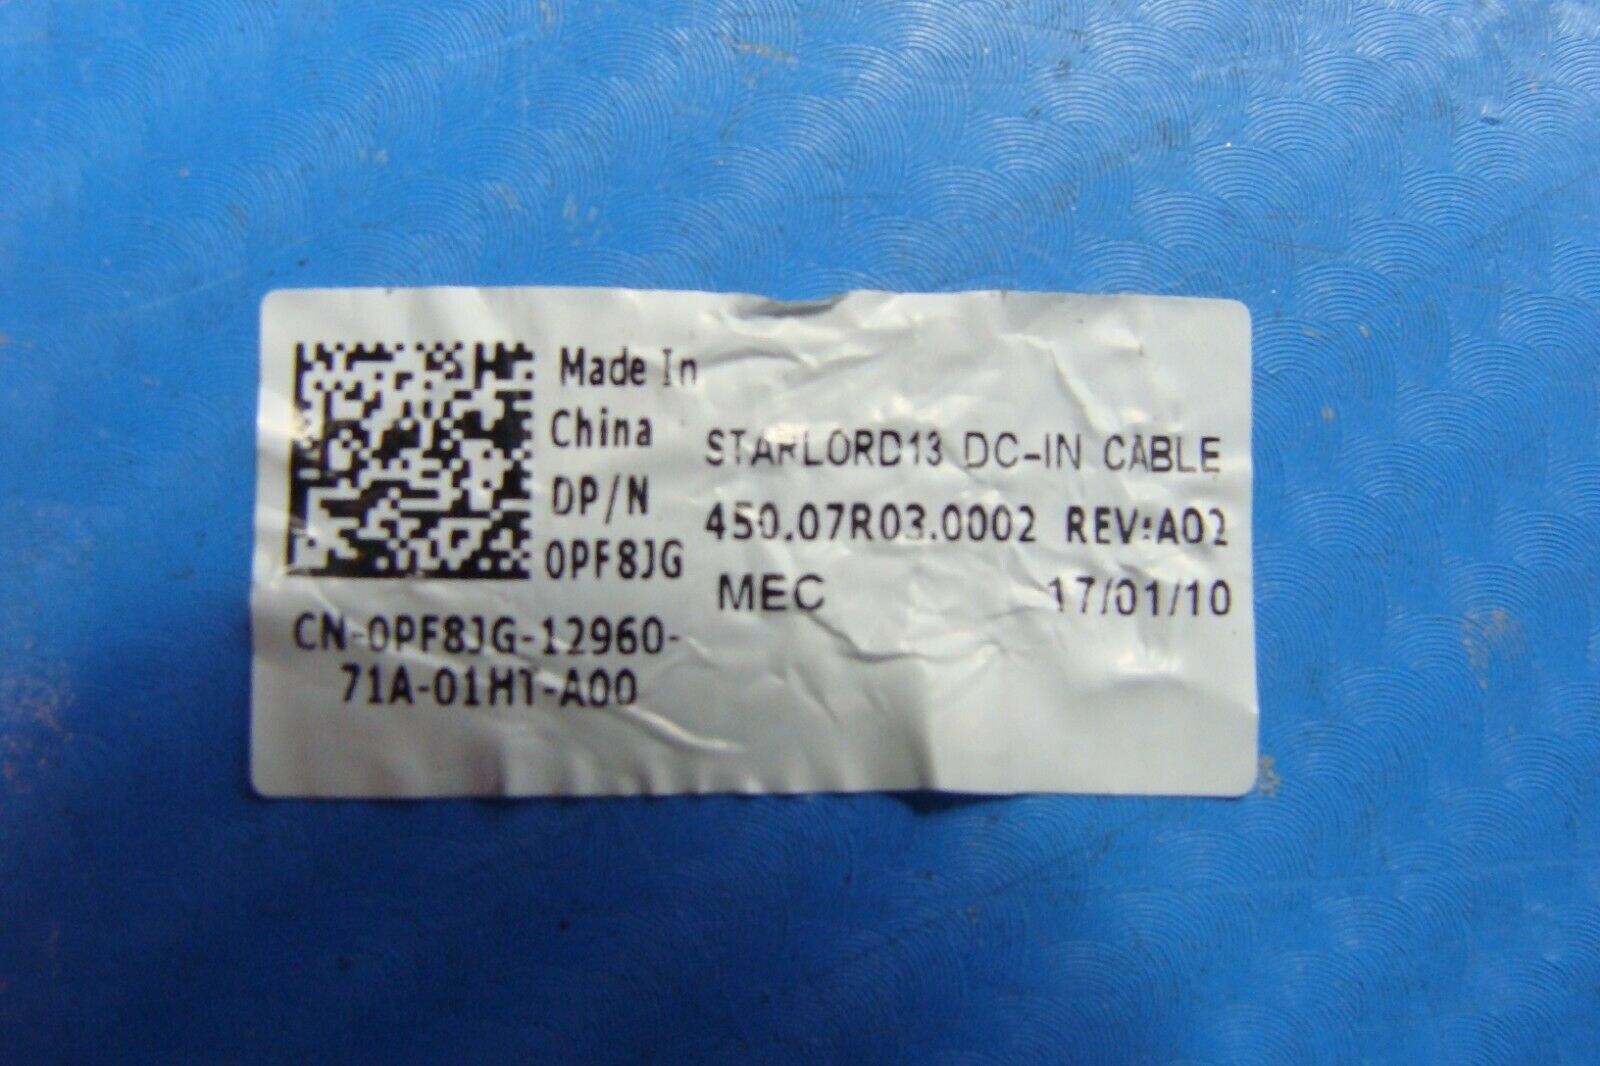 Made In
China
DP/N
0PF8JG
CN-0PF8JG-12960-
71A-01HT-A00
STARLORD13 DC-IN CABLE
450.07R03.0002 REV:A02
MEC 17/01/10